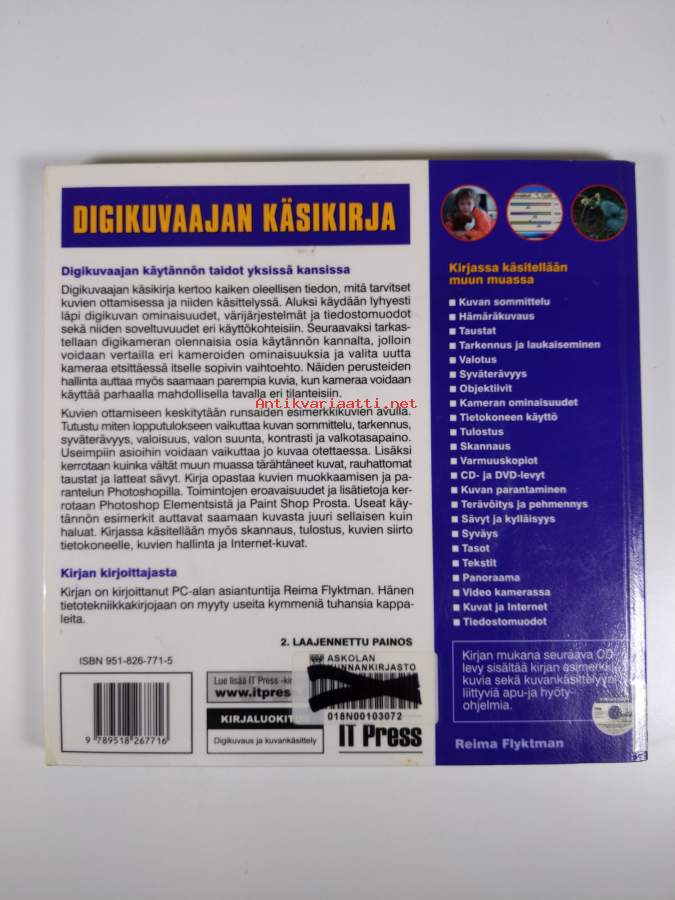 DIGIKUVAAJAN KÄSIKIRJA
Digikuvaajan käytännön taidot yksissä kansissa
Digikuvaajan käsikirja kertoo kaiken oleellisen tiedon, mitä tarvitset
kuvien ottamisessa ja niiden käsittelyssä. Aluksi käydään lyhyesti
läpi digikuvan ominaisuudet, värijärjestelmät ja tiedostomuodot
sekä niiden soveltuvuudet eri käyttökohteisiin. Seuraavaksi tarkas-
tellaan digikameran olennaisia osia käytännön kannalta, jolloin
voidaan vertailla eri kameroiden ominaisuuksia ja valita uutta
kameraa etsittäessä itselle sopivin vaihtoehto. Näiden perusteiden
hallinta auttaa myös saamaan parempia kuvia, kun kameraa voidaan
käyttää parhaalla mahdollisella tavalla eri tilanteisiin.
Antikvariaatti.net
Kuvien ottamiseen keskitytään runsaiden esimerkkikuvien avulla.
Tutustu miten lopputulokseen vaikuttaa kuvan sommittelu, tarkennus,
syväterävyys, valoisuus, valon suunta, kontrasti ja valkotasapaino.
Useimpiin asioihin voidaan vaikuttaa jo kuvaa otettaessa. Lisäksi
kerrotaan kuinka vältät muun muassa tärähtäneet kuvat, rauhattomat
taustat ja latteat sävyt. Kirja opastaa kuvien muokkaamisen ja pa-
rantelun Photoshopilla. Toimintojen eroavaisuudet ja lisätietoja ker-
rotaan Photoshop Elementsistä ja Paint Shop Prosta. Useat käy-
tännön esimerkit auttavat saamaan kuvasta juuri sellaisen kuin
haluat. Kirjassa käsitellään myös skannaus, tulostus, kuvien siirto
tietokoneelle, kuvien hallinta ja Internet-kuvat.
Kirjan kirjoittajasta
Kirjan on kirjoittanut PC-alan asiantuntija Reima Flyktman. Hänen
tietotekniikkakirjojaan on myyty useita kymmeniä tuhansia kappa-
leita.
2. LAAJENNETTU PAINOS
ISBN 951-826-771-5
9 789518 267716
Lue lisää IT Press -kir
www.itpress
KIRJALUOKITUS
Digikuvaus ja kuvankäsittely
ASKOLAN
KUNNANKIRJASTO
018N00103072
IT Press
Kirjassa käsitellään
muun muassa
Kuvan sommittelu
Hämäräkuvaus
Taustat
Tarkennus ja laukaiseminen
Valotus
Syväterävyys
Objektiivit
Kameran ominaisuudet
Tietokoneen käyttö
Tulostus
Skannaus
Varmuuskopiot
CD- ja DVD-levyt
Kuvan parantaminen
Terävöitys ja pehmennys
Sävyt ja kylläisyys
Syväys
Tasot
Tekstit
Panoraama
Video kamerassa
Kuvat ja Internet
Tiedostomuodot
Kirjan mukana seuraava CD-
levy sisältää kirjan esimerkki-
kuvia sekä kuvankäsittelyyn
liittyviä apu-ja hyöty-
ohjelmia.
Reima Flyktman